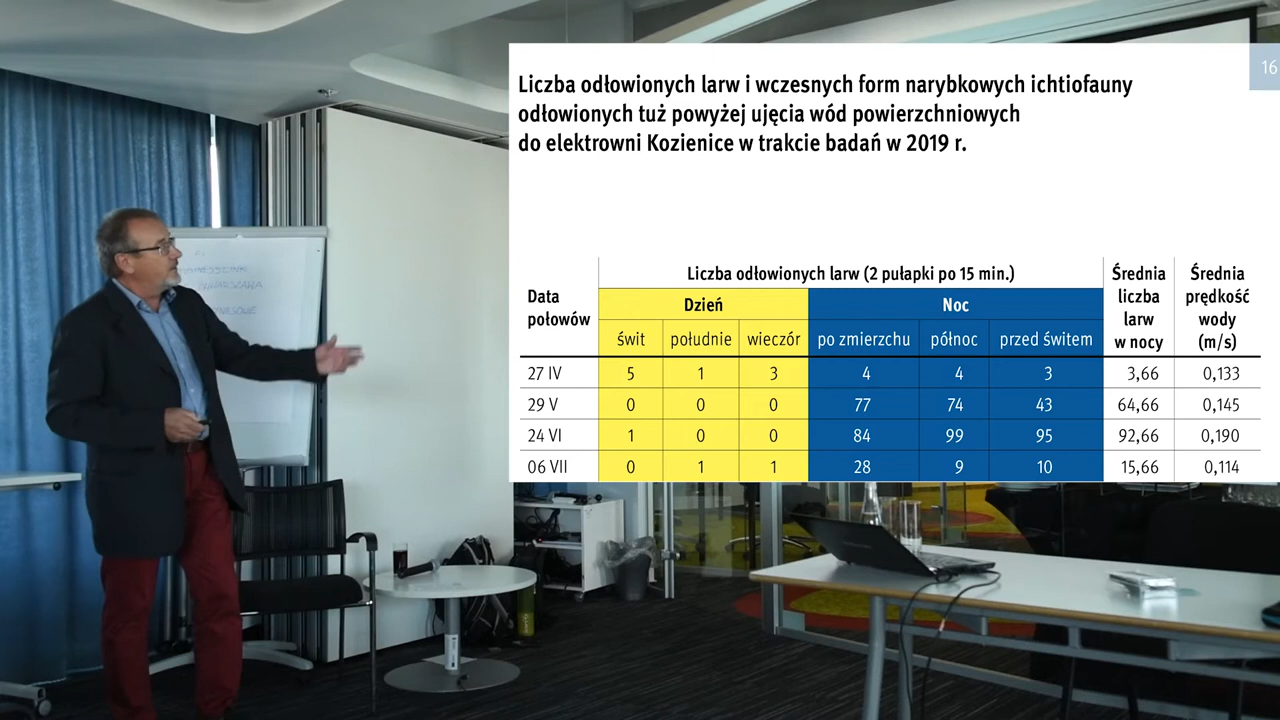 16
Liczba odłowionych larw i wczesnych form narybkowych ichtiofauny
odłowionych tuż powyżej ujęcia wód powierzchniowych
do elektrowni Kozienice w trakcie badań w 2019 r.
Data połowów
Liczba odłowionych larw (2 pułapki po 15 min.)
Średnia liczba larw w nocy
Średnia prędkość wody (m/s)
Dzień Noc
świt południe wieczór po zmierzchu północ przed świtem
27 IV 5 1 3 4 4 3 3,66 0,133
29 V 0 0 0 77 74 43 64,66 0,145
24 VI 1 0 0 84 99 95 92,66 0,190
06 VII 0 1 1 28 9 10 15,66 0,114